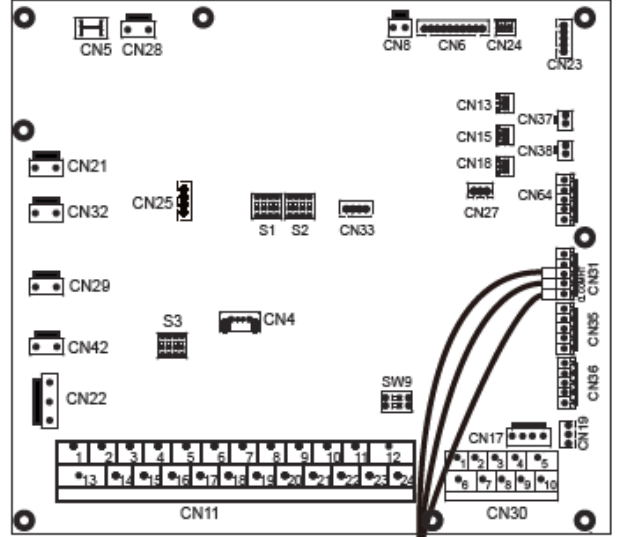 CN5 CN28 CN8 CN6 CN24 CN23
CN13 CN37
CN15 CN38
CN21 CN18
CN32 CN25 CN27 CN64
S1 S2 CN33
CN29 CL COM HT CN31
S3 CN4 CN35
CN42
CN22 SW9 CN36
CN17 CN19
1 2 3 4 5 6 7 8 9 10 11 12
13 14 15 16 17 18 19 20 21 22 23 24
1 2 3 4 5
6 7 8 9 10
CN11 CN30